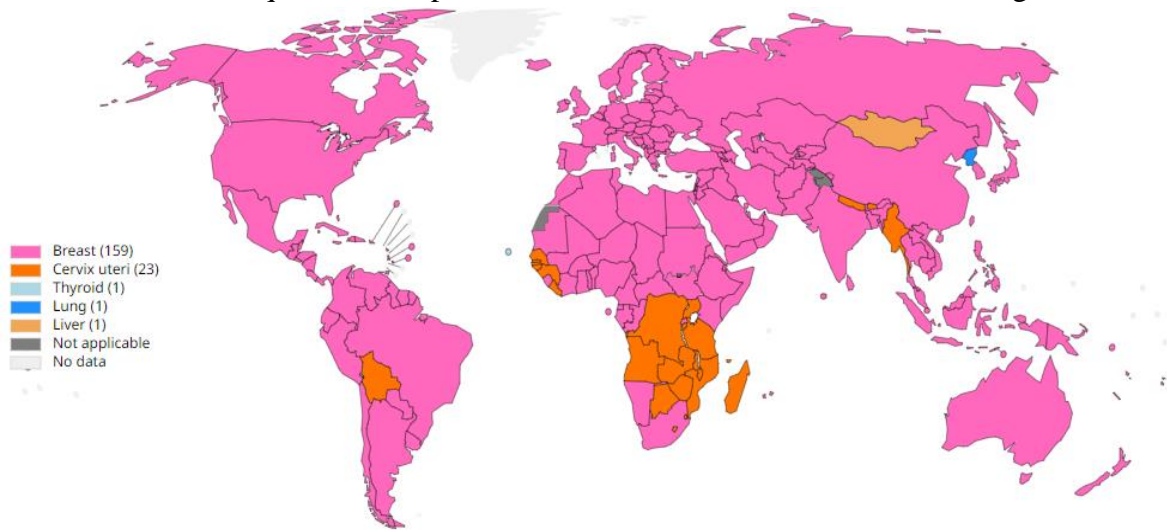 Breast (159)
Cervix uteri (23)
Thyroid (1)
Lung (1)
Liver (1)
Not applicable
No data